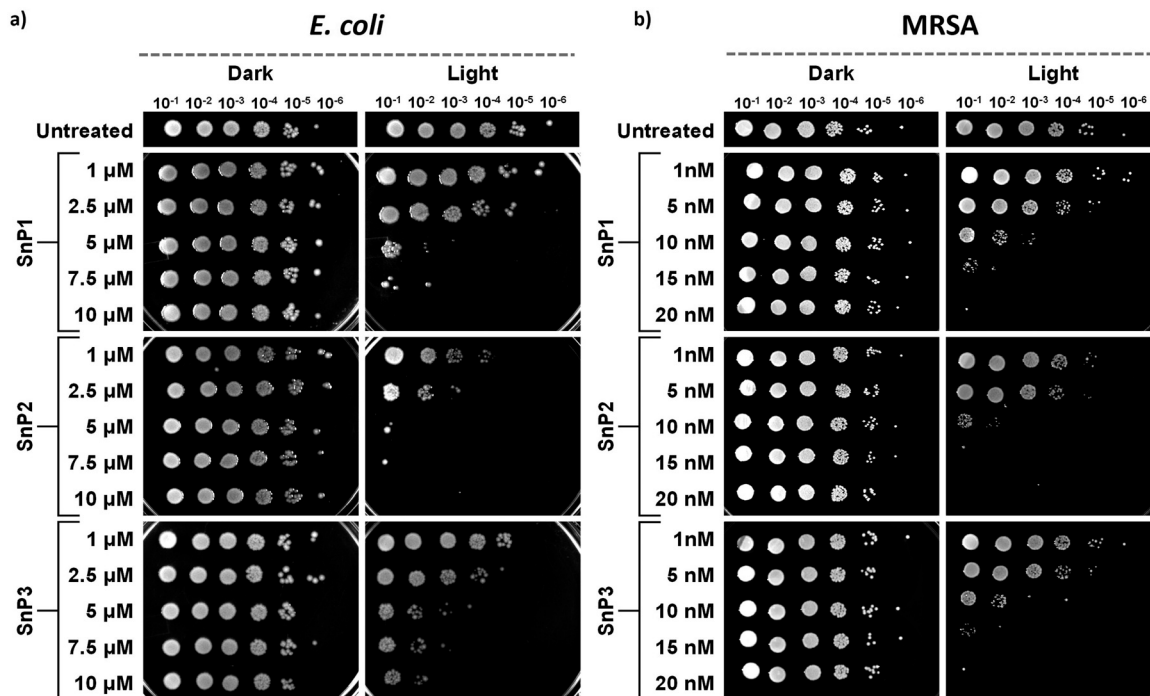 a) E. coli
Dark Light
10-1 10-2 10-3 10-4 10-5 10-6 10-1 10-2 10-3 10-4 10-5 10-6
Untreated
SnP1
1 µM
2.5 µM
5 µM
7.5 µM
10 µM
SnP2
1 µM
2.5 µM
5 µM
7.5 µM
10 µM
SnP3
1 µM
2.5 µM
5 µM
7.5 µM
10 µM
b) MRSA
Dark Light
10-1 10-2 10-3 10-4 10-5 10-6 10-1 10-2 10-3 10-4 10-5 10-6
Untreated
SnP1
1nM
5 nM
10 nM
15 nM
20 nM
SnP2
1nM
5 nM
10 nM
15 nM
20 nM
SnP3
1nM
5 nM
10 nM
15 nM
20 nM